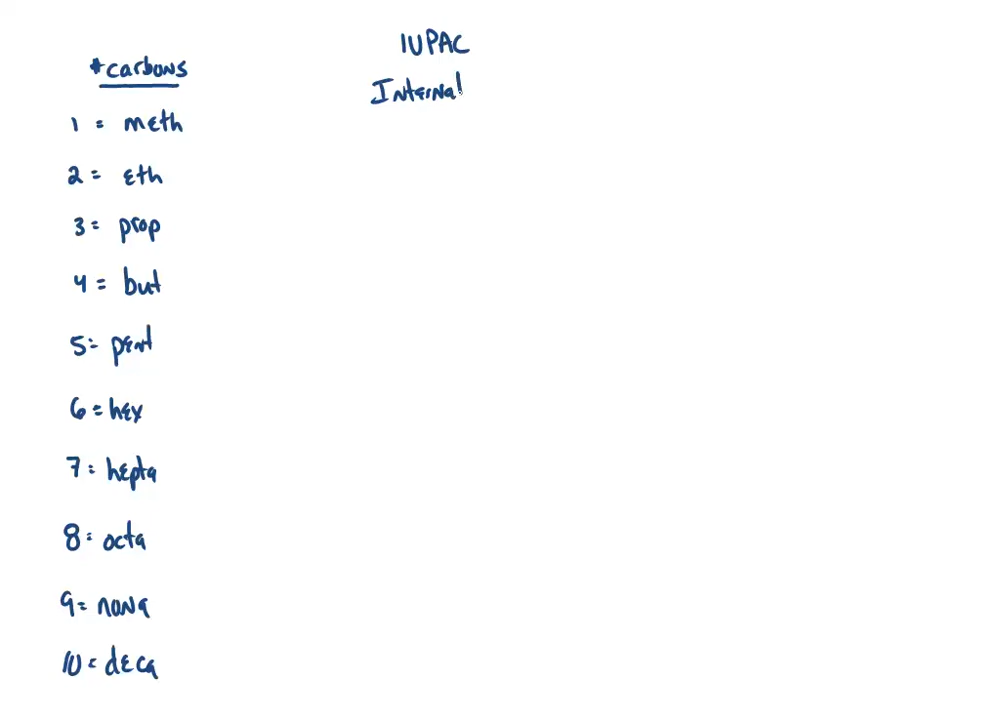 IUPAC
Internal
#carbons
1 = meth
2 = eth
3 = prop
4 = but
5 = pent
6 = hex
7 = hepta
8 = octa
9 = nona
10 = deca